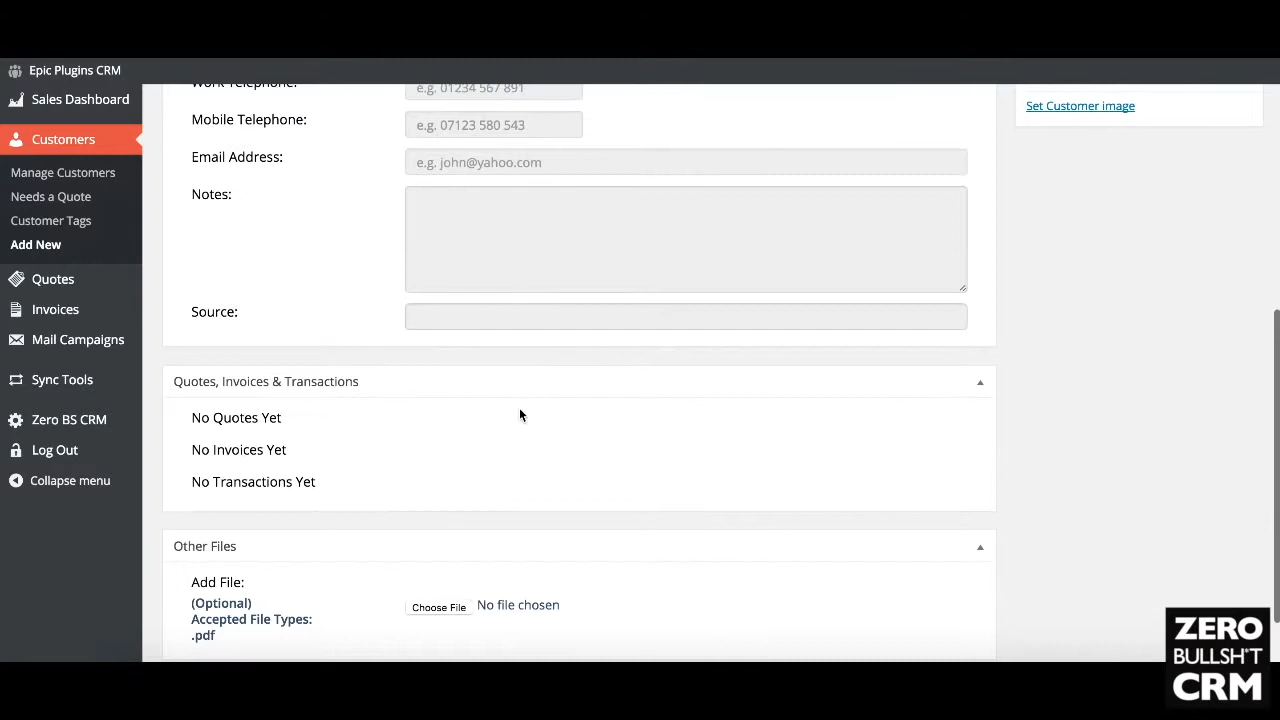 Epic Plugins CRM
Sales Dashboard
Customers
Manage Customers
Needs a Quote
Customer Tags
Add New
Quotes
Invoices
Mail Campaigns
Sync Tools
Zero BS CRM
Log Out
Collapse menu
Work Telephone:
e.g. 01234 567 891
Mobile Telephone:
e.g. 07123 580 543
Email Address:
e.g. john@yahoo.com
Notes:
Source:
Quotes, Invoices & Transactions
No Quotes Yet
No Invoices Yet
No Transactions Yet
Other Files
Add File:
(Optional)
Accepted File Types:
.pdf
Choose File No file chosen
Set Customer image
ZERO
BULLSH*T
CRM